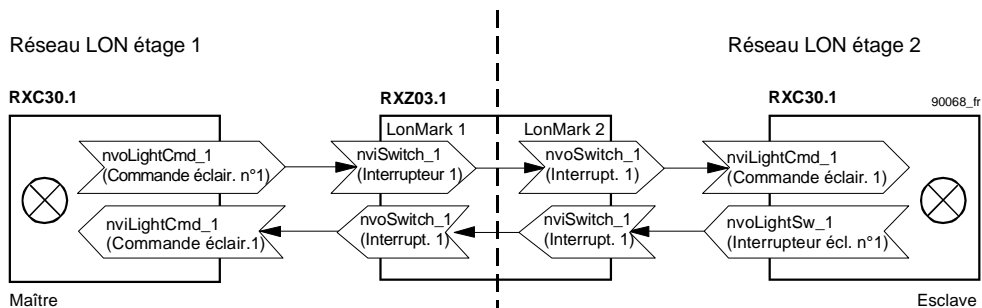 Réseau LON étage 1
Réseau LON étage 2
RXC30.1
RXZ03.1
RXC30.1
90068_fr
LonMark 1
LonMark 2
nvoLightCmd_1
(Commande éclair. n°1)
nviSwitch_1
(Interrupteur 1)
nvoSwitch_1
(Interrupt. 1)
nviLightCmd_1
(Commande éclair. 1)
nviLightCmd_1
(Commande éclair.1)
nvoSwitch_1
(Interrupt. 1)
nviSwitch_1
(Interrupt. 1)
nvoLightSw_1
(Interrupteur écl. n°1)
Maître
Esclave